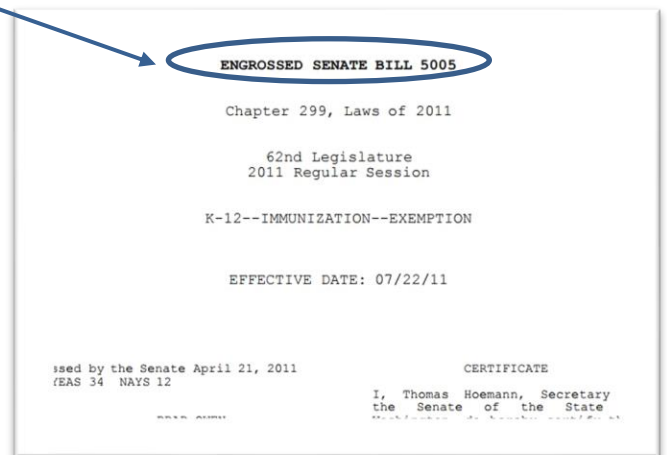 ENGROSSED SENATE BILL 5005
Chapter 299, Laws of 2011
62nd Legislature
2011 Regular Session
K-12--IMMUNIZATION--EXEMPTION
EFFECTIVE DATE: 07/22/11
ssed by the Senate April 21, 2011
YEAS 34 NAYS 12
CERTIFICATE
I, Thomas Hoemann, Secretary
the Senate of the State